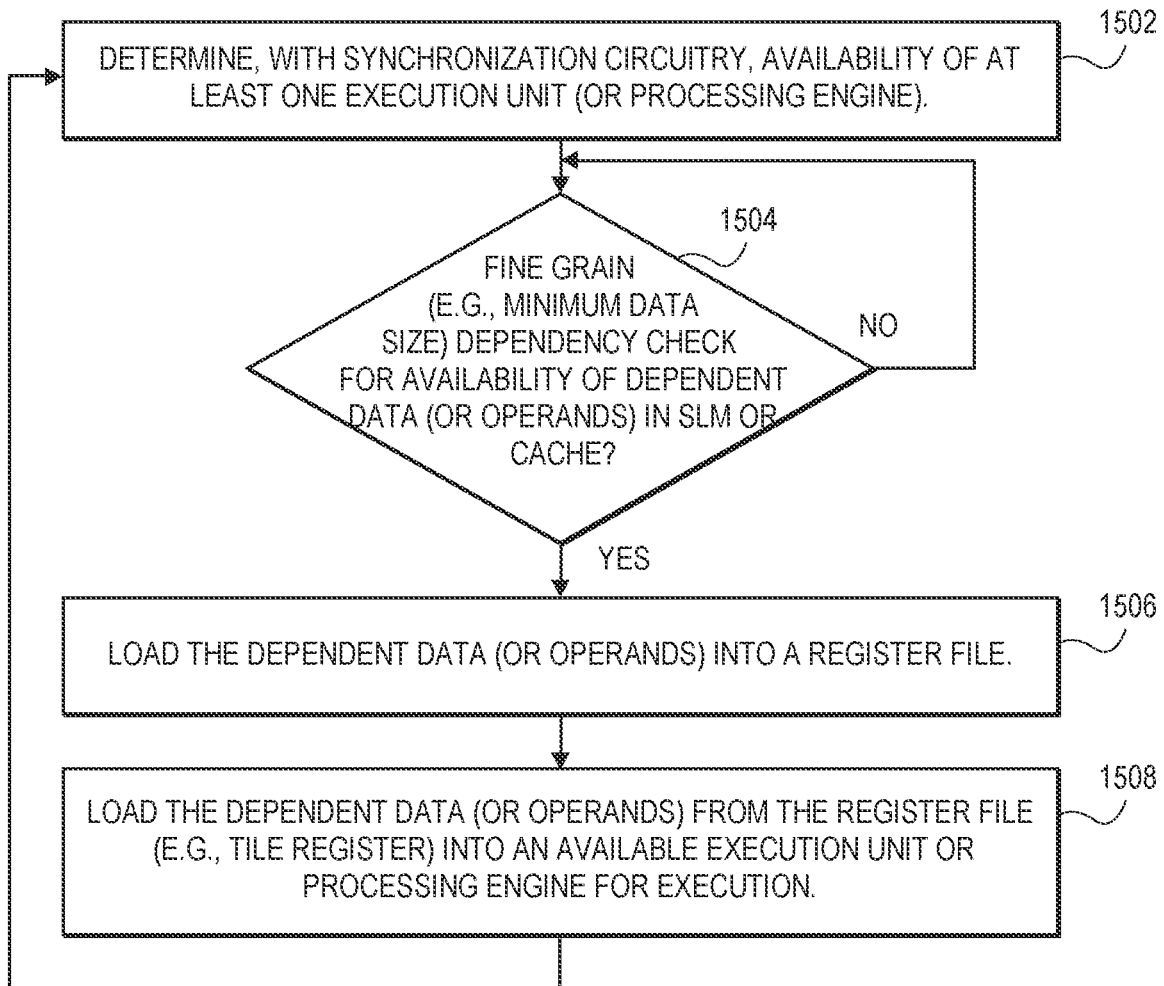 1502
DETERMINE, WITH SYNCHRONIZATION CIRCUITRY, AVAILABILITY OF AT
LEAST ONE EXECUTION UNIT (OR PROCESSING ENGINE).
1504
FINE GRAIN
(E.G., MINIMUM DATA
SIZE) DEPENDENCY CHECK
FOR AVAILABILITY OF DEPENDENT
DATA (OR OPERANDS) IN SLM OR
CACHE?
NO
YES
1506
LOAD THE DEPENDENT DATA (OR OPERANDS) INTO A REGISTER FILE.
1508
LOAD THE DEPENDENT DATA (OR OPERANDS) FROM THE REGISTER FILE
(E.G., TILE REGISTER) INTO AN AVAILABLE EXECUTION UNIT OR
PROCESSING ENGINE FOR EXECUTION.